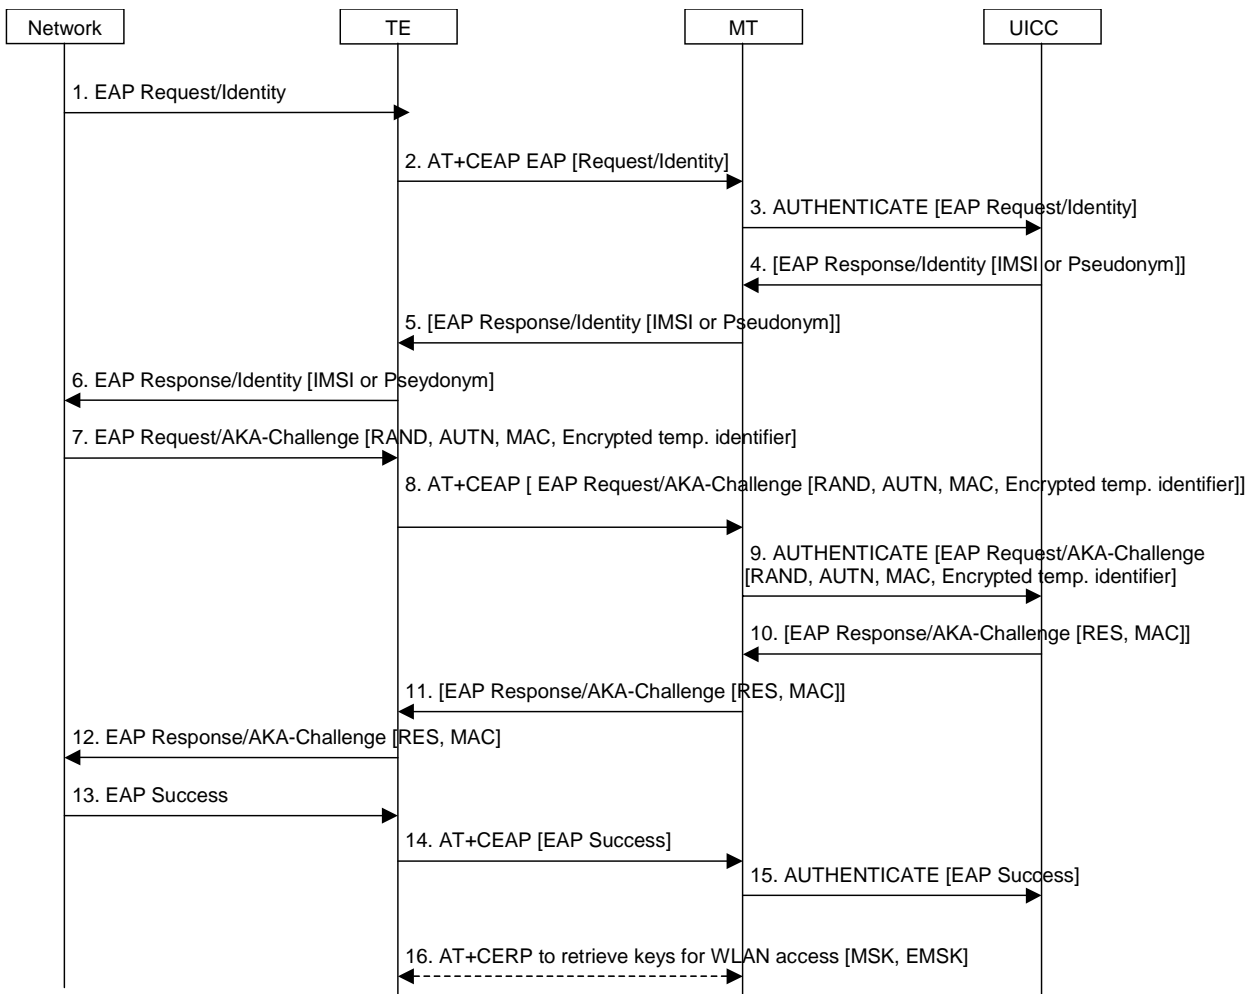 Network
TE
MT
UICC
1. EAP Request/Identity
2. AT+CEAP EAP [Request/Identity]
3. AUTHENTICATE [EAP Request/Identity]
4. [EAP Response/Identity [IMSI or Pseudonym]]
5. [EAP Response/Identity [IMSI or Pseudonym]]
6. EAP Response/Identity [IMSI or Pseydonym]
7. EAP Request/AKA-Challenge [RAND, AUTN, MAC, Encrypted temp. identifier]
8. AT+CEAP [ EAP Request/AKA-Challenge [RAND, AUTN, MAC, Encrypted temp. identifier]]
9. AUTHENTICATE [EAP Request/AKA-Challenge
[RAND, AUTN, MAC, Encrypted temp. identifier]
10. [EAP Response/AKA-Challenge [RES, MAC]]
11. [EAP Response/AKA-Challenge [RES, MAC]]
12. EAP Response/AKA-Challenge [RES, MAC]
13. EAP Success
14. AT+CEAP [EAP Success]
15. AUTHENTICATE [EAP Success]
16. AT+CERP to retrieve keys for WLAN access [MSK, EMSK]